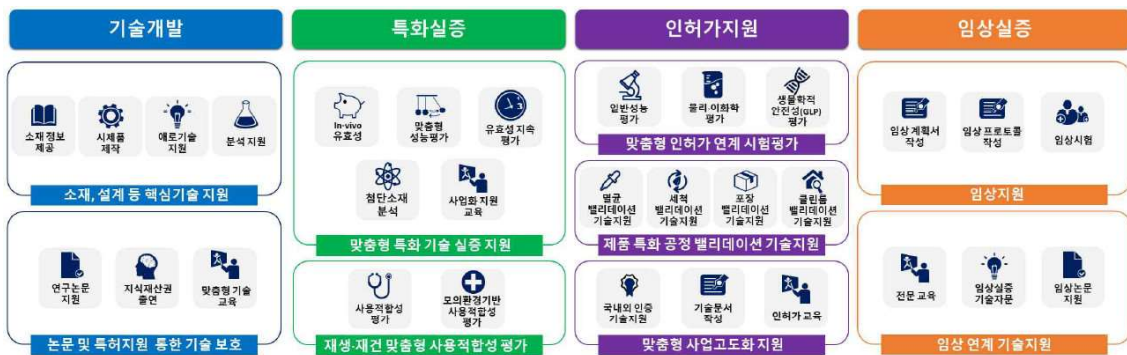 기술개발
소재 정보
제공
시제품
제작
애로기술
지원
분석 지원
소재, 설계 등 핵심기술 지원
연구논문
지원
지식재산권
출연
맞춤형 기술
교육
논문 및 특허지원 통한 기술 보호
특화실증
In-vivo
유효성
맞춤형
성능평가
유효성 지속
평가
첨단소재
분석
사업화 지원
교육
맞춤형 특화 기술 실증 지원
사용적합성
평가
모의환경기반
사용적합성
평가
재생·재건 맞춤형 사용적합성 평가
인허가지원
일반성능
평가
물리·이화학
평가
생물학적
안전성(GLP)
평가
맞춤형 인허가 연계 시험평가
멸균
밸리데이션
기술지원
세척
밸리데이션
기술지원
포장
밸리데이션
기술지원
클린룸
밸리데이션
기술지원
제품 특화 공정 밸리데이션 기술지원
국내외 인증
기술지원
기술문서
작성
인허가 교육
맞춤형 사업고도화 지원
임상실증
임상 계획서
작성
임상 프로토콜
작성
임상시험
임상지원
전문 교육
임상실증
기술자문
임상논문
지원
임상 연계 기술지원